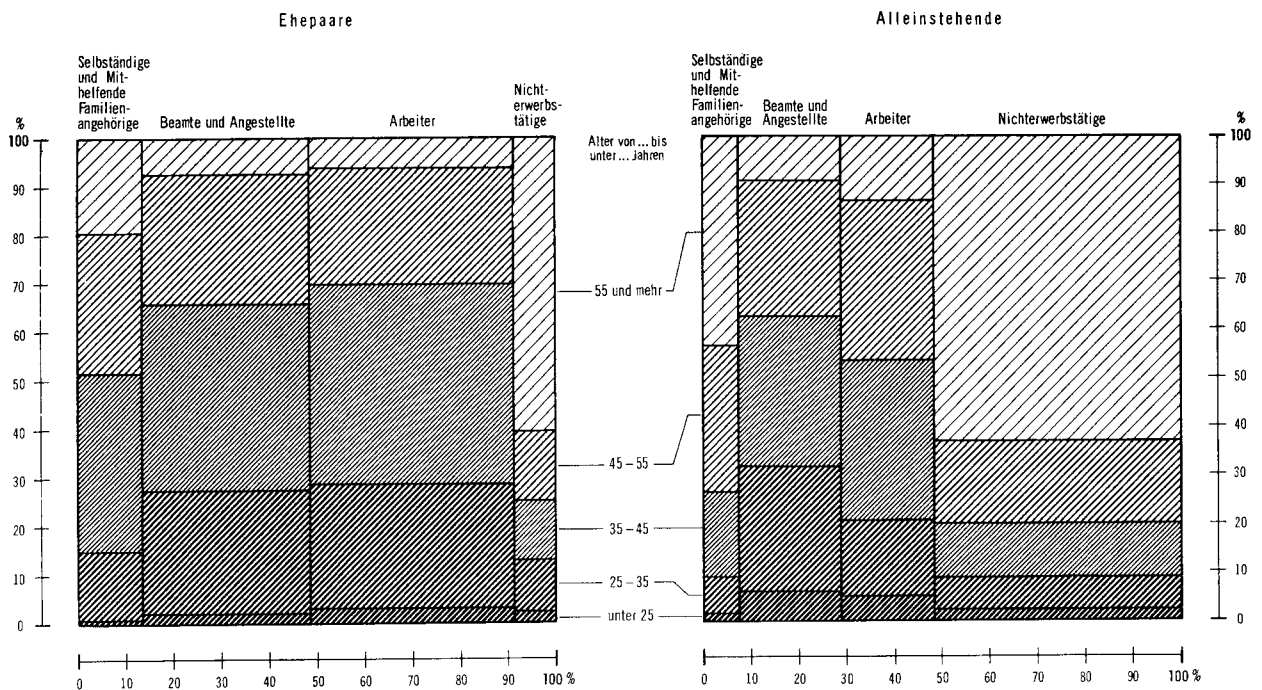 Ehepaare
Alleinstehende
Selbständige
und Mit-
helfende
Familien-
angehörige
Beamte und Angestellte
Arbeiter
Nicht-
erwerbs-
tätige
Selbständige
und Mit-
helfende
Famili­en-
angehörige
Beamte und
Angestellte
Arbeiter
Nichterwerbstätige
%
100
90
80
70
60
50
40
30
20
10
0
Alter von ... bis
unter ... Jahren
55 und mehr
45 – 55
35 – 45
25 – 35
unter 25
%
100
90
80
70
60
50
40
30
20
10
0
0 10 20 30 40 50 60 70 80 90 100 %
0 10 20 30 40 50 60 70 80 90 100 %